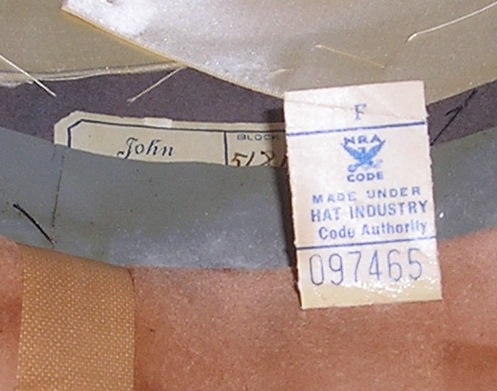 John
BLOCK
F
NRA
CODE
MADE UNDER
HAT INDUSTRY
Code Authority
097465